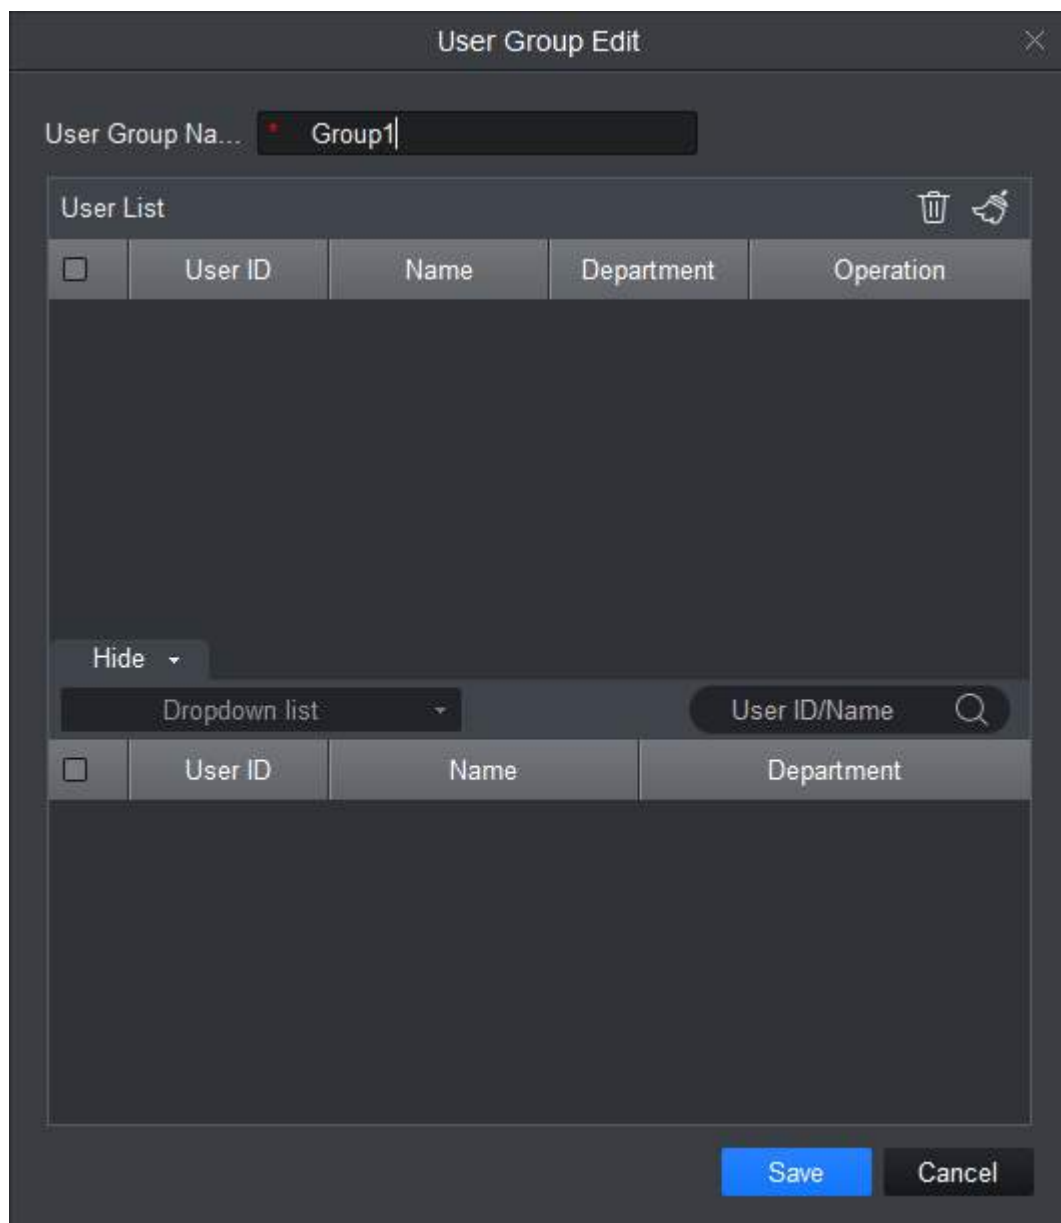 User Group Edit
User Group Na... * Group1
User List
User ID Name Department Operation
Hide
Dropdown list User ID/Name
User ID Name Department
Save Cancel